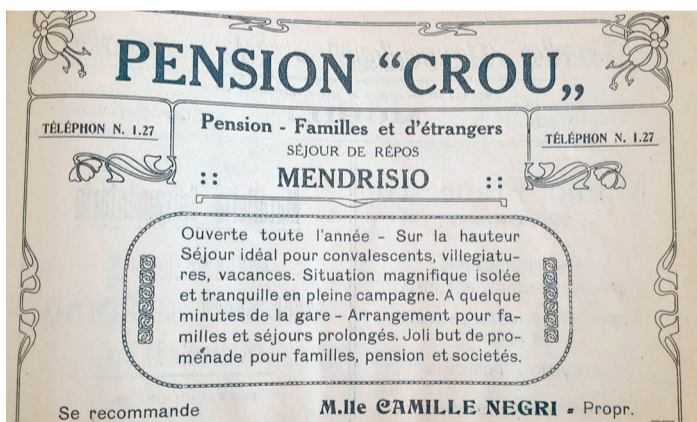 PENSION “CROU„
TÉLÉPHON N. 1.27
Pension - Familles et d'étrangers
TÉLÉPHON N. 1.27
SÉJOUR DE RÉPOS
:: MENDRISIO ::
Ouverte toute l'année - Sur la hauteur
Séjour idéal pour convalescents, villegiatu-
res, vacances. Situation magnifique isolée
et tranquille en pleine campagne. A quelque
minutes de la gare - Arrangement pour fa-
milles et séjours prolongés. Joli but de pro-
ménade pour familles, pension et societés.
Se recommande M.lle CAMILLE NEGRI - Propr.